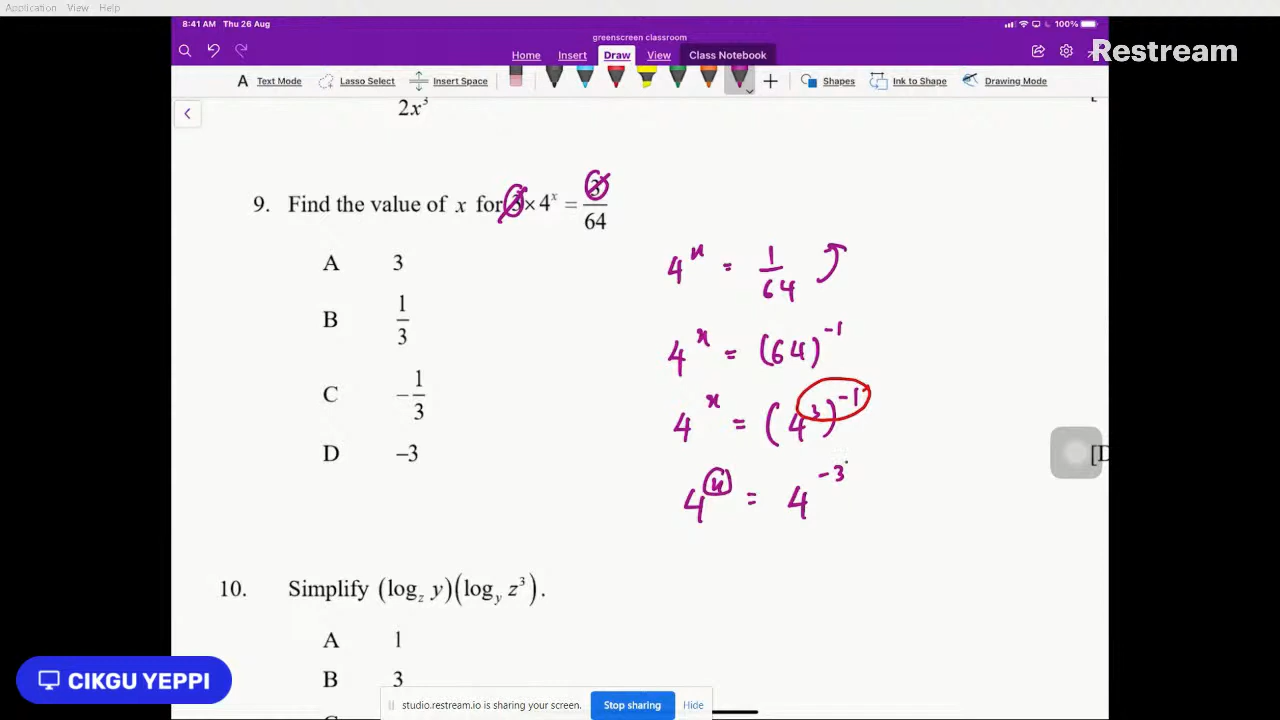 Application View Help
8:41 AM Thu 26 Aug
100%
greenscreen classroom
Home Insert Draw View Class Notebook
Restream
A Text Mode Lasso Select Insert Space Shapes Ink to Shape Drawing Mode
2x³
[
9. Find the value of x for 3 × 4ˣ = 3/64
A 3
B 1/3
C -1/3
D –3
[D
4ˣ = 1/64
4ˣ = (64)⁻¹
4ˣ = (4³)⁻¹
4ˣ = 4⁻³
10. Simplify (log_z y)(log_y z³).
A 1
B 3
CIKGU YEPPI
studio.restream.io is sharing your screen. Stop sharing Hide